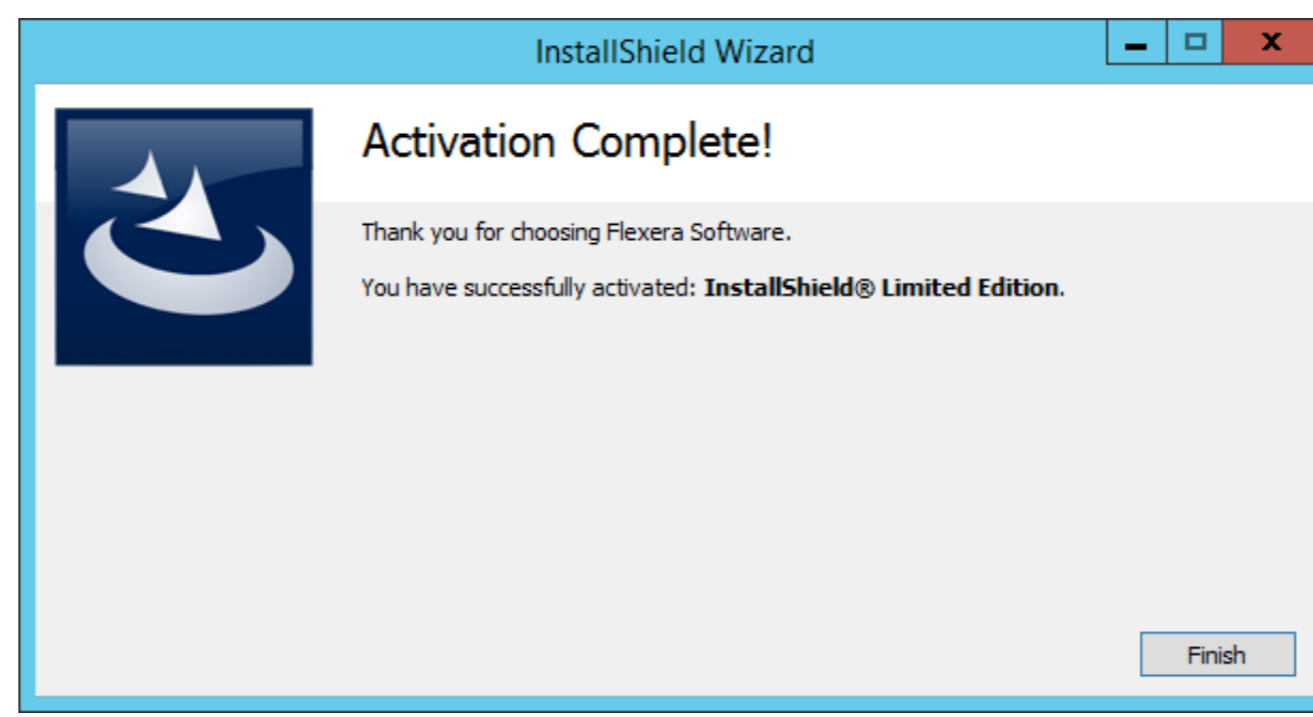 InstallShield Wizard
Activation Complete!
Thank you for choosing Flexera Software.
You have successfully activated: InstallShield® Limited Edition.
Finish